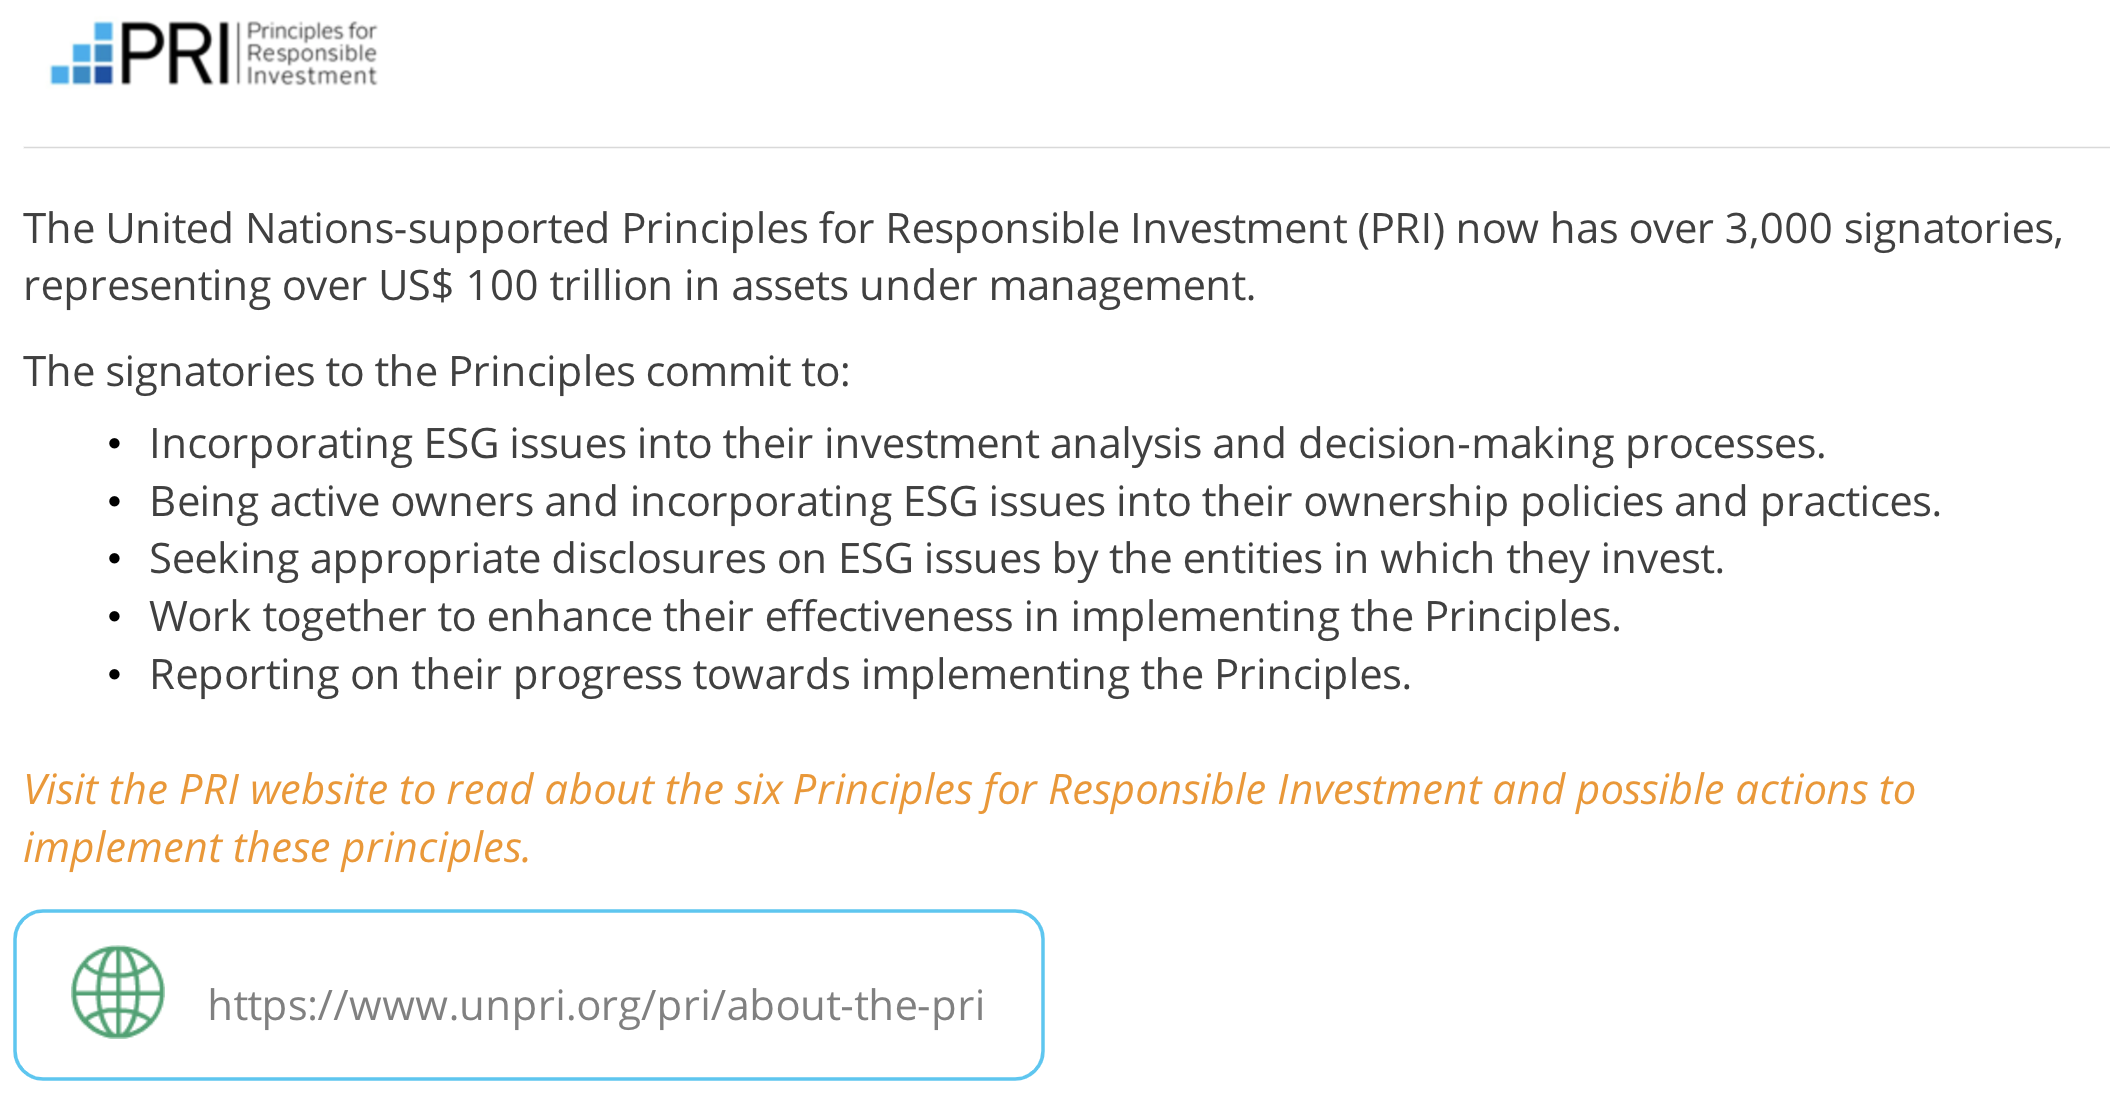 PRI
Principles for
Responsible
Investment
The United Nations-supported Principles for Responsible Investment (PRI) now has over 3,000 signatories,
representing over US$ 100 trillion in assets under management.
The signatories to the Principles commit to:
• Incorporating ESG issues into their investment analysis and decision-making processes.
• Being active owners and incorporating ESG issues into their ownership policies and practices.
• Seeking appropriate disclosures on ESG issues by the entities in which they invest.
• Work together to enhance their effectiveness in implementing the Principles.
• Reporting on their progress towards implementing the Principles.
Visit the PRI website to read about the six Principles for Responsible Investment and possible actions to
implement these principles.
https://www.unpri.org/pri/about-the-pri